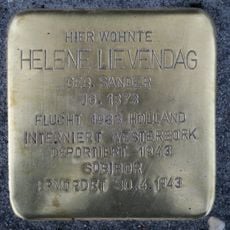 HIER WOHNTE
HELENE LIEVENDAG
GEB. SANDER
JG. 1873
FLUCHT HOLLAND
INTERNIERT WESTERBORK
DEPORTIERT 1943
SOBIBOR
ERMORDET 30.4.1943